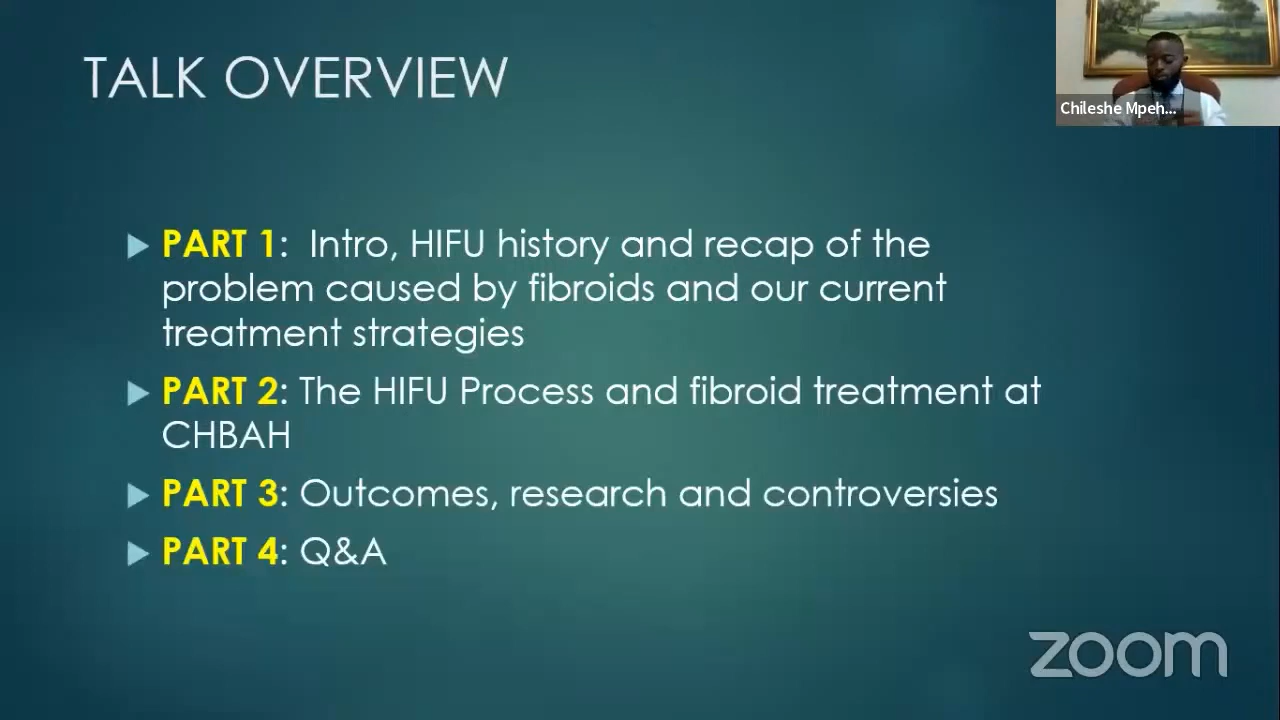 TALK OVERVIEW
Chileshe Mpeh...
PART 1: Intro, HIFU history and recap of the
problem caused by fibroids and our current
treatment strategies
PART 2: The HIFU Process and fibroid treatment at
CHBAH
PART 3: Outcomes, research and controversies
PART 4: Q&A
zoom